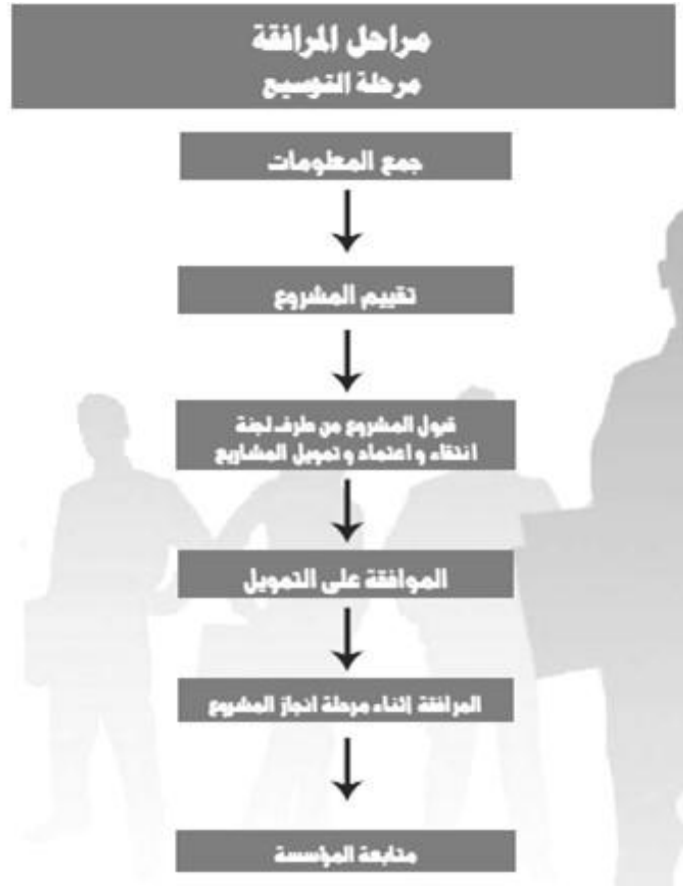 مراحل المرافقة
مرحلة التوسيع
جمع المعلومات
تقييم المشروع
قبول المشروع من طرف لجنة
انتقاء و اعتماد و تمويل المشاريع
الموافقة على التمويل
المرافقة اثناء مرحلة انجاز المشروع
متابعة المؤسسة